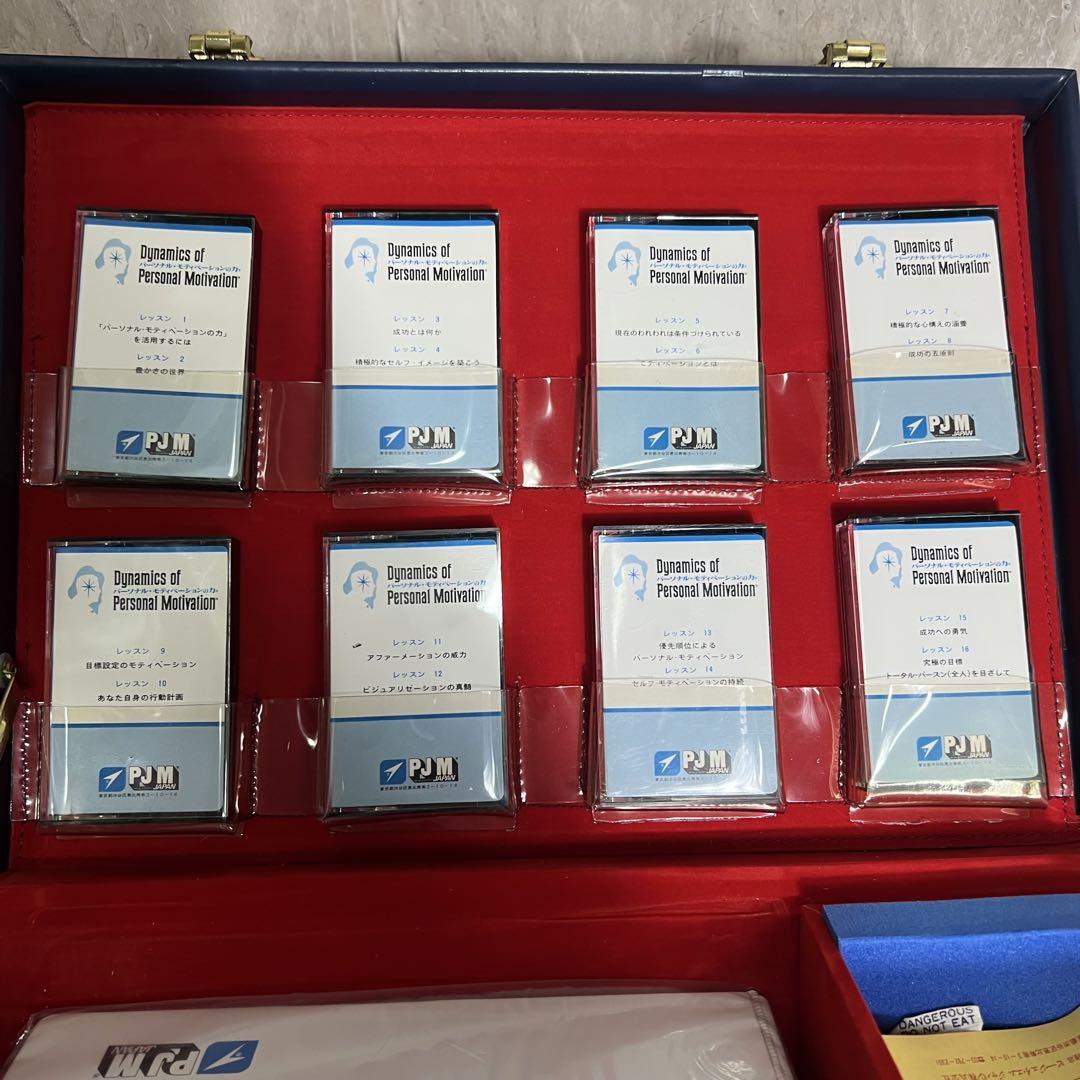 Dynamics of
パーソナル・モティベーションの力
Personal Motivation
レッスン 1
「パーソナル・モティベーションの力」
を活用するには
レッスン 2
豊かさの世界
PJM
JAPAN
Dynamics of
パーソナル・モティベーションの力
Personal Motivation
レッスン 3
成功とは何か
レッスン 4
積極的なセルフ・イメージを築こう
PJM
JAPAN
Dynamics of
パーソナル・モティベーションの力
Personal Motivation
レッスン 5
現在のわれわれは条件づけられている
レッスン 6
モティベーションとは
PJM
JAPAN
Dynamics of
パーソナル・モティベーションの力
Personal Motivation
レッスン 7
積極的な心構えの涵養
レッスン 8
成功の五原則
PJM
JAPAN
Dynamics of
パーソナル・モティベーションの力
Personal Motivation
レッスン 9
目標設定のモティベーション
レッスン 10
あなた自身の行動計画
PJM
JAPAN
Dynamics of
パーソナル・モティベーションの力
Personal Motivation
レッスン 11
アファーメーションの威力
レッスン 12
ビジュアリゼーションの真髄
PJM
JAPAN
Dynamics of
パーソナル・モティベーションの力
Personal Motivation
レッスン 13
優先順位による
パーソナル・モティベーション
レッスン 14
セルフ・モティベーションの持続
PJM
JAPAN
Dynamics of
パーソナル・モティベーションの力
Personal Motivation
レッスン 15
成功への勇気
レッスン 16
究極の目標
トータル・パースン(全人)を目ざして
PJM
JAPAN
PJM
JAPAN
DANGEROUS
DO NOT EAT